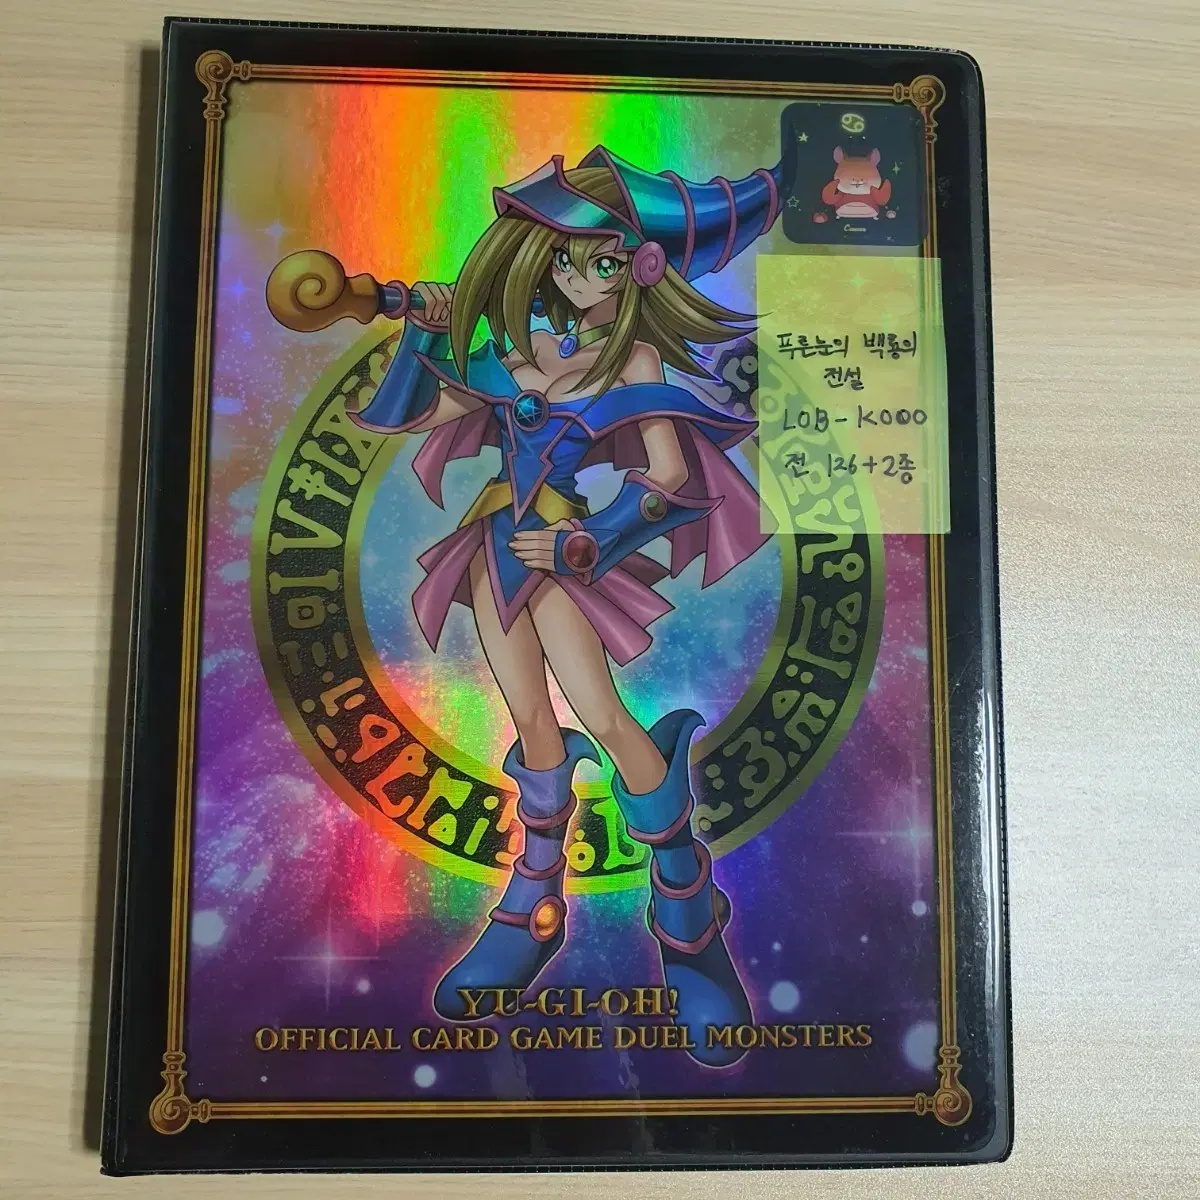 푸른눈의 백룡의
전설
LOB-K000
전 126+2종
YU-GI-OH!
OFFICIAL CARD GAME DUEL MONSTERS